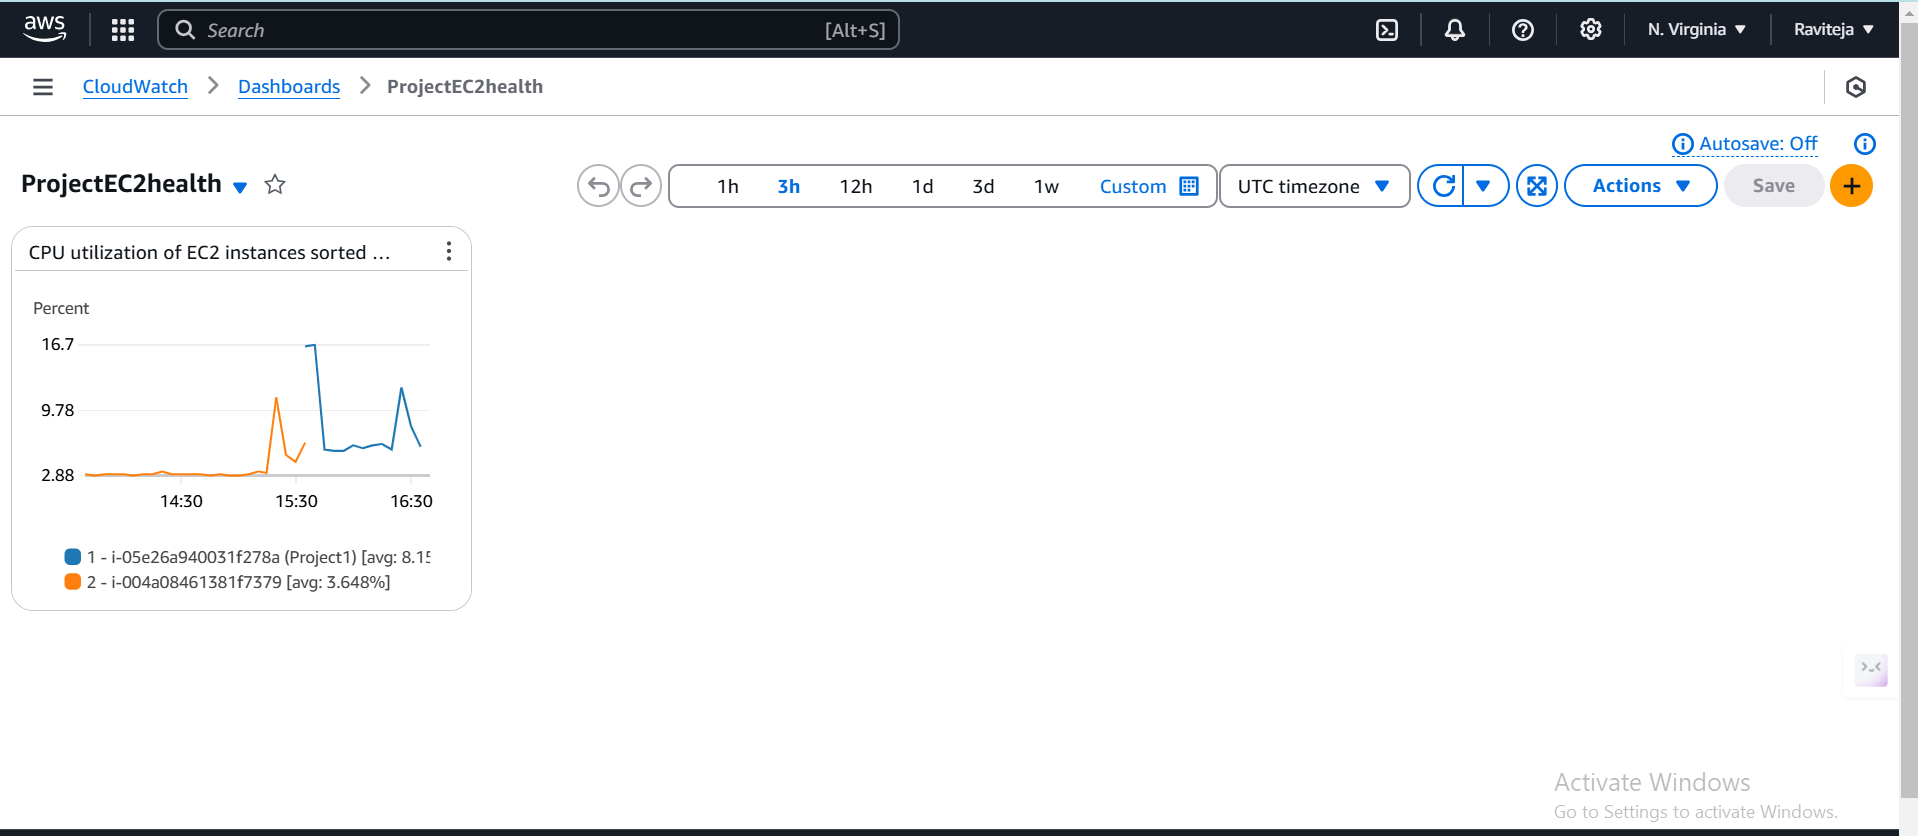 aws
Search [Alt+S]
N. Virginia
Raviteja
CloudWatch
Dashboards
ProjectEC2health
Autosave: Off
ProjectEC2health
1h 3h 12h 1d 3d 1w Custom
UTC timezone
Actions
Save
CPU utilization of EC2 instances sorted ...
Percent
16.7
9.78
2.88
14:30 15:30 16:30
1 - i-05e26a940031f278a (Project1) [avg: 8.15
2 - i-004a08461381f7379 [avg: 3.648%]
Activate Windows
Go to Settings to activate Windows.